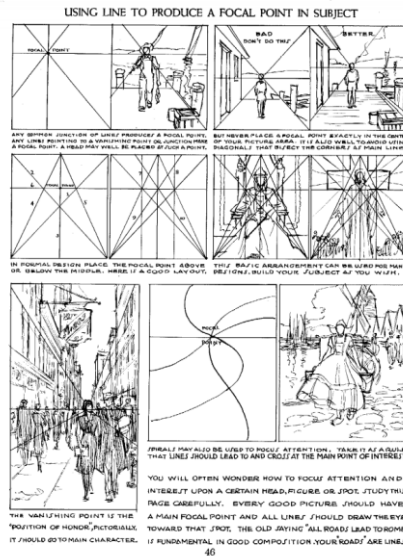 USING LINE TO PRODUCE A FOCAL POINT IN SUBJECT
FOCAL POINT
BAD
DON'T DO THIS
BETTER
ANY COMMON JUNCTION OF LINES PRODUCES A FOCAL POINT.
ANY LINES POINTING TO A VANISHING POINT OR JUNCTION MAKE
A FOCAL POINT. A HEAD MAY WELL BE PLACED AT SUCH A POINT.
BUT NEVER PLACE A FOCAL POINT EXACTLY IN THE CENT
OF YOUR PICTURE AREA. IT IS ALSO WELL TO AVOID USIN
DIAGONALS THAT BISECT THE CORNERS AS MAIN LINE
IN FORMAL DESIGN PLACE THE FOCAL POINT ABOVE
OR BELOW THE MIDDLE. HERE IS A GOOD LAYOUT.
THIS BASIC ARRANGEMENT CAN BE USED FOR MAN
DESIGNS. BUILD YOUR SUBJECT AS YOU WISH.
FOCAL
POINT
SPIRALS MAY ALSO BE USED TO FOCUS ATTENTION. TAKE IT AS A RUL
THAT LINES SHOULD LEAD TO AND CROSS AT THE MAIN POINT OF INTERES
THE VANISHING POINT IS THE
"POSITION OF HONOR", PICTORIALLY.
IT SHOULD GO TO MAIN CHARACTER.
YOU WILL OFTEN WONDER HOW TO FOCUS ATTENTION AND
INTEREST UPON A CERTAIN HEAD, FIGURE OR SPOT. STUDY THI
PAGE CAREFULLY. EVERY GOOD PICTURE SHOULD HAVE
A MAIN FOCAL POINT AND ALL LINES SHOULD DRAW THE EYE
TOWARD THAT SPOT. THE OLD SAYING "ALL ROADS LEAD TO ROME
IS FUNDAMENTAL IN GOOD COMPOSITION. YOUR "ROADS" ARE LINE
46